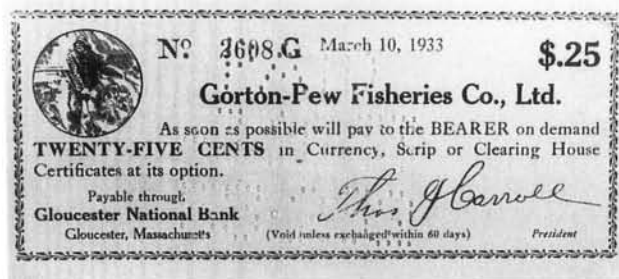 Nº 2608 G March 10, 1933 $.25
Gorton-Pew Fisheries Co., Ltd.
As soon as possible will pay to the BEARER on demand
TWENTY-FIVE CENTS in Currency, Scrip or Clearing House
Certificates at its option.
Payable through
Gloucester National Bank
Gloucester, Massachusetts
Thos. J Carroll
(Void unless exchanged within 60 days) President